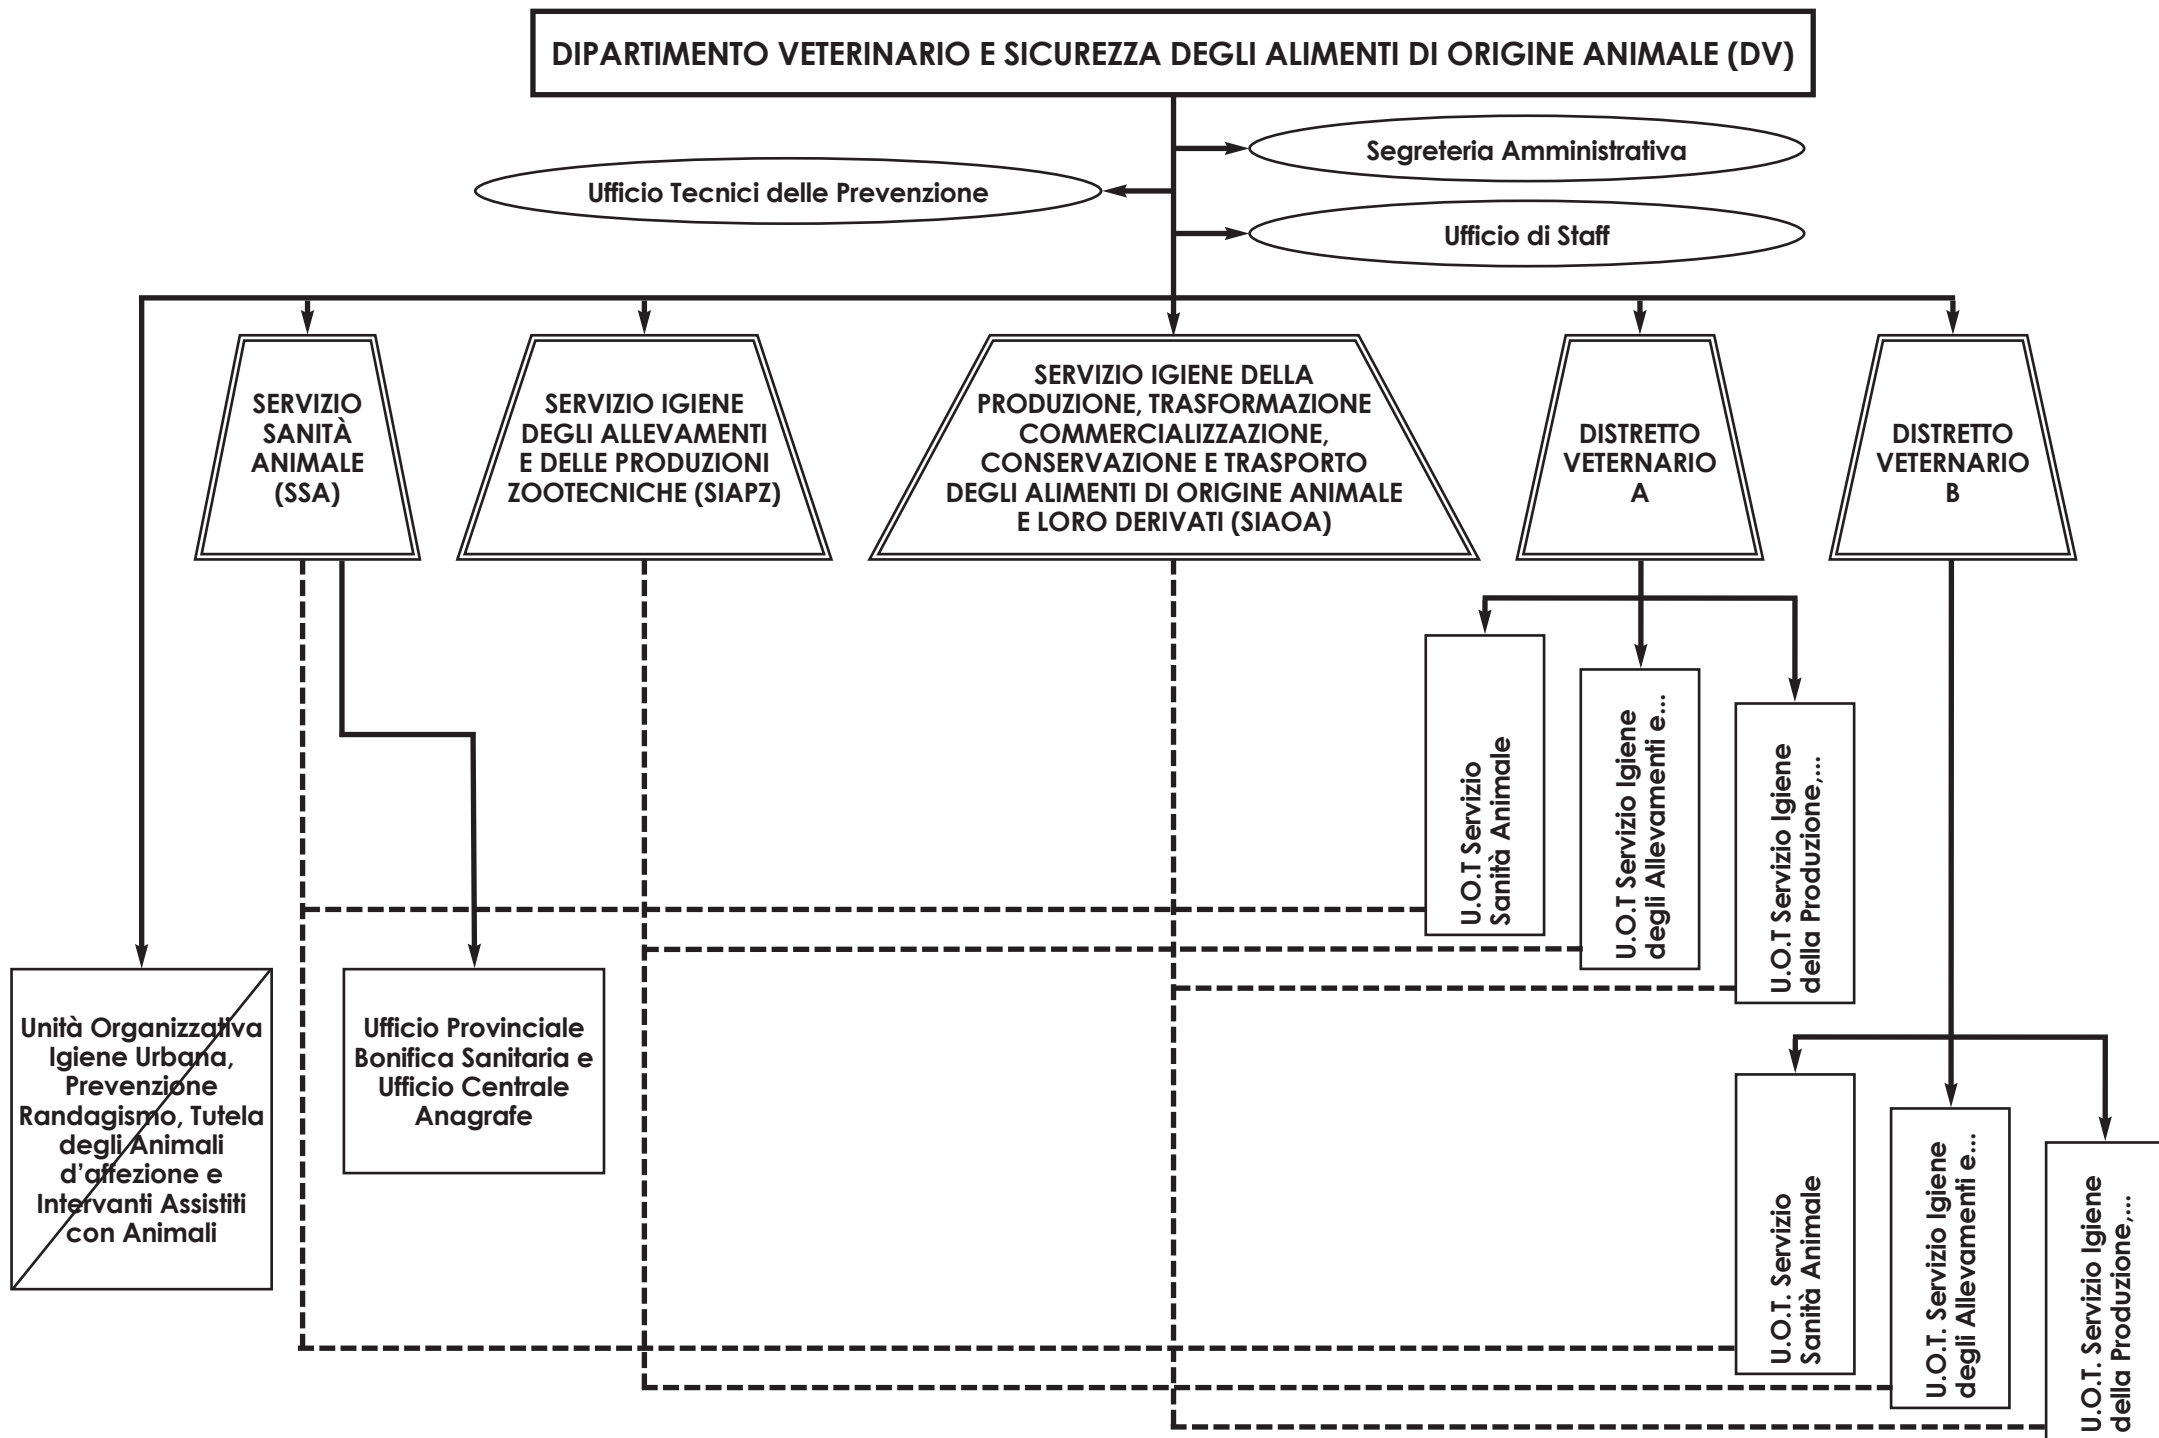 DIPARTIMENTO VETERINARIO E SICUREZZA DEGLI ALIMENTI DI ORIGINE ANIMALE (DV)
Segreteria Amministrativa
Ufficio Tecnici delle Prevenzione
Ufficio di Staff
SERVIZIO
SANITÀ
ANIMALE
(SSA)
SERVIZIO IGIENE
DEGLI ALLEVAMENTI
E DELLE PRODUZIONI
ZOOTECNICHE (SIAPZ)
SERVIZIO IGIENE DELLA
PRODUZIONE, TRASFORMAZIONE
COMMERCIALIZZAZIONE,
CONSERVAZIONE E TRASPORTO
DEGLI ALIMENTI DI ORIGINE ANIMALE
E LORO DERIVATI (SIAOA)
DISTRETTO
VETERNARIO
A
DISTRETTO
VETERNARIO
B
U.O.T Servizio
Sanità Animale
U.O.T Servizio Igiene
degli Allevamenti e...
U.O.T Servizio Igiene
della Produzione,...
Unità Organizzativa
Igiene Urbana,
Prevenzione
Randagismo, Tutela
degli Animali
d'affezione e
Intervanti Assistiti
con Animali
Ufficio Provinciale
Bonifica Sanitaria e
Ufficio Centrale
Anagrafe
U.O.T. Servizio
Sanità Animale
U.O.T. Servizio Igiene
degli Allevamenti e...
U.O.T. Servizio Igiene
della Produzione,...